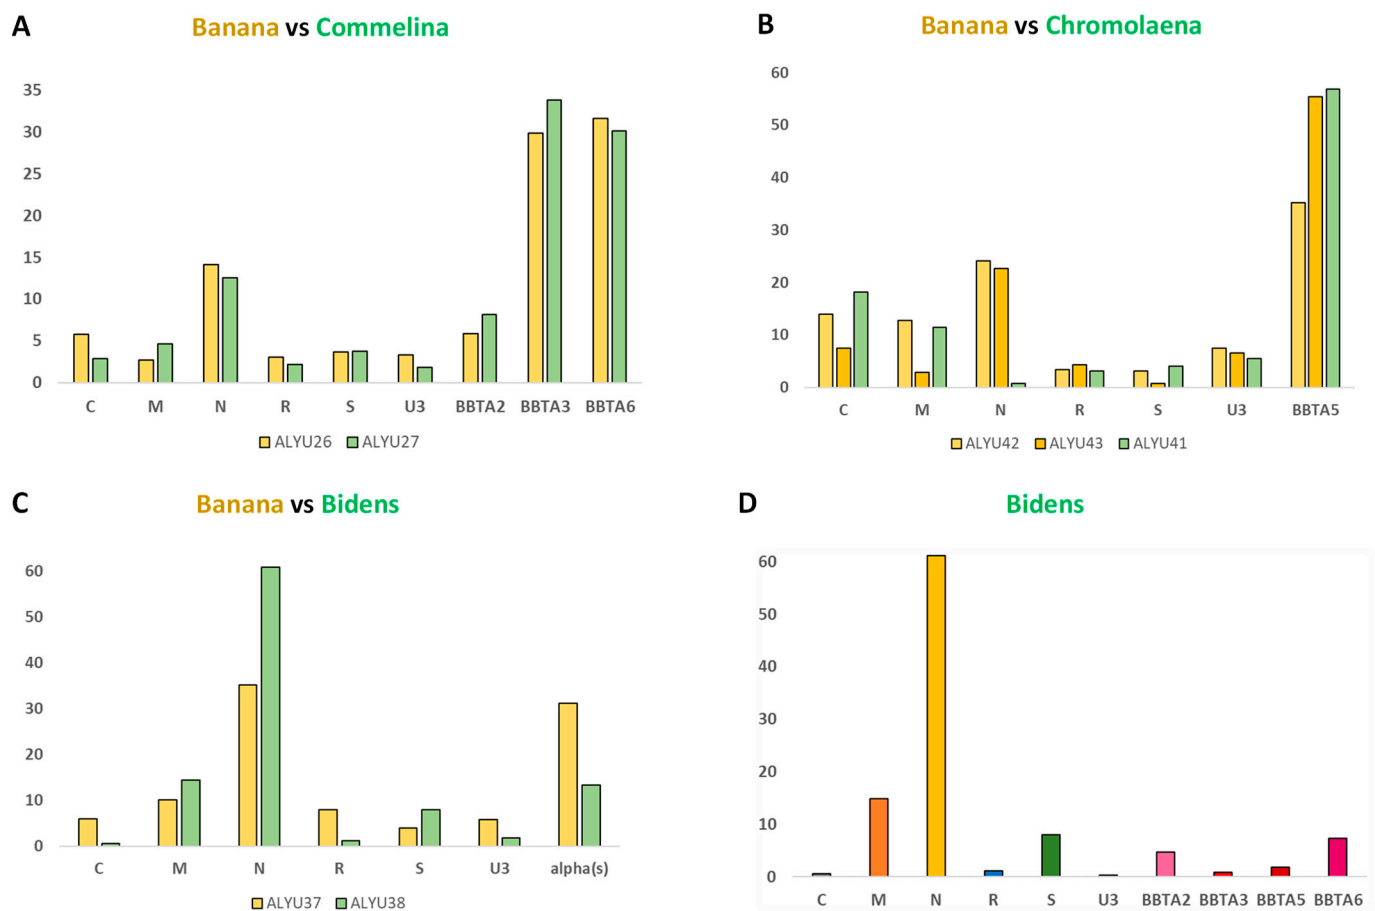 A
Banana vs Commelina
35
30
25
20
15
10
5
0
C M N R S U3 BBTA2 BBTA3 BBTA6
ALYU26 ALYU27
B
Banana vs Chromolaena
60
50
40
30
20
10
0
C M N R S U3 BBTA5
ALYU42 ALYU43 ALYU41
C
Banana vs Bidens
60
50
40
30
20
10
0
C M N R S U3 alpha(s)
ALYU37 ALYU38
D
Bidens
60
50
40
30
20
10
0
C M N R S U3 BBTA2 BBTA3 BBTA5 BBTA6